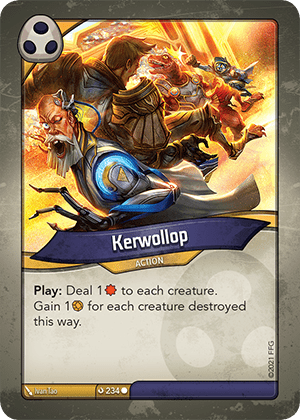 Kerwollop
ACTION
Play: Deal 1 to each creature.
Gain 1 for each creature destroyed
this way.
Ivan Tao
234
©2021 FFG